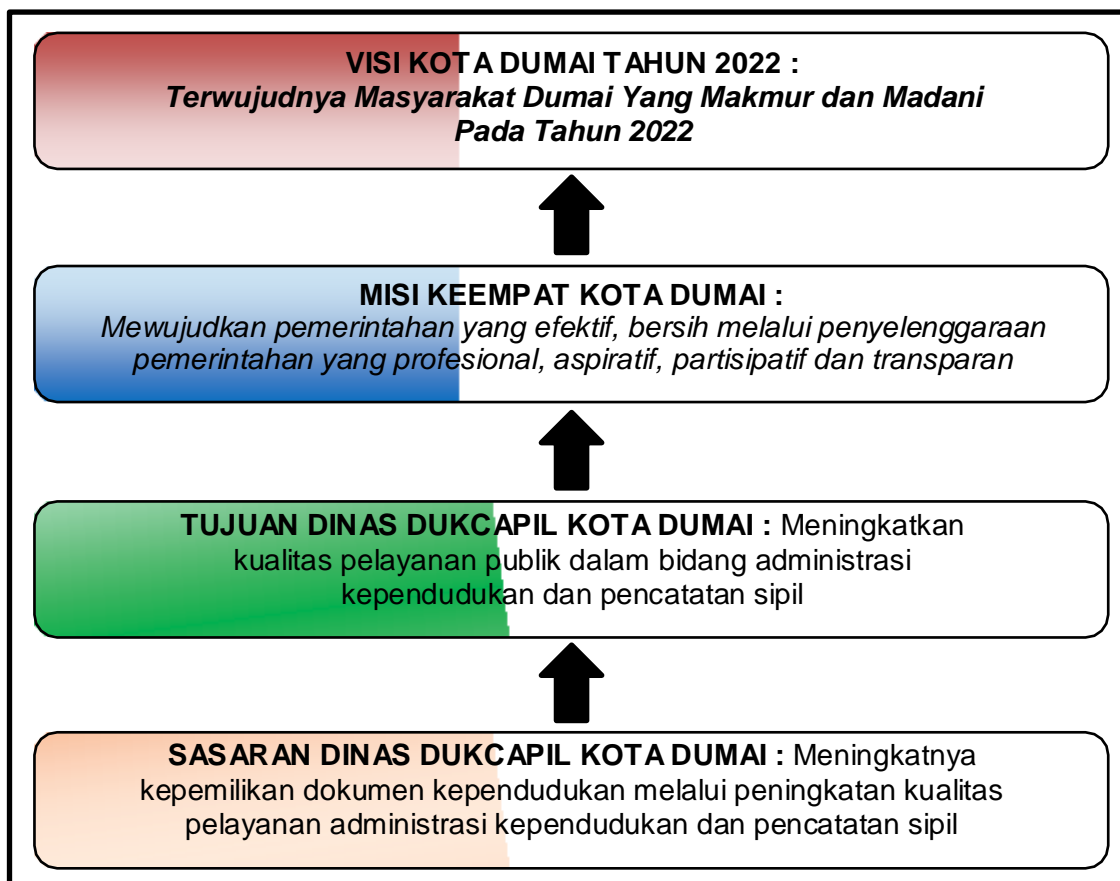 VISI KOTA DUMAI TAHUN 2022 :
Terwujudnya Masyarakat Dumai Yang Makmur dan Madani
Pada Tahun 2022
MISI KEEMPAT KOTA DUMAI :
Mewujudkan pemerintahan yang efektif, bersih melalui penyelenggaraan
pemerintahan yang profesional, aspiratif, partisipatif dan transparan
TUJUAN DINAS DUKCAPIL KOTA DUMAI : Meningkatkan
kualitas pelayanan publik dalam bidang administrasi
kependudukan dan pencatatan sipil
SASARAN DINAS DUKCAPIL KOTA DUMAI : Meningkatnya
kepemilikan dokumen kependudukan melalui peningkatan kualitas
pelayanan administrasi kependudukan dan pencatatan sipil